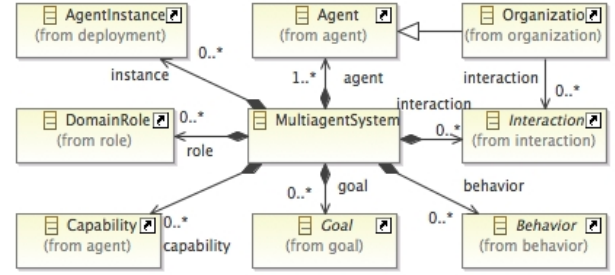 AgentInstance
(from deployment)
Agent
(from agent)
Organizatio
(from organization)
0..*
instance
1..*
agent
interaction
0..*
DomainRole
(from role)
0..*
role
MultiagentSystem
interaction
0..*
Interaction
(from interaction)
Capability
(from agent)
0..*
capability
0..*
goal
Goal
(from goal)
behavior
0..*
Behavior
(from behavior)